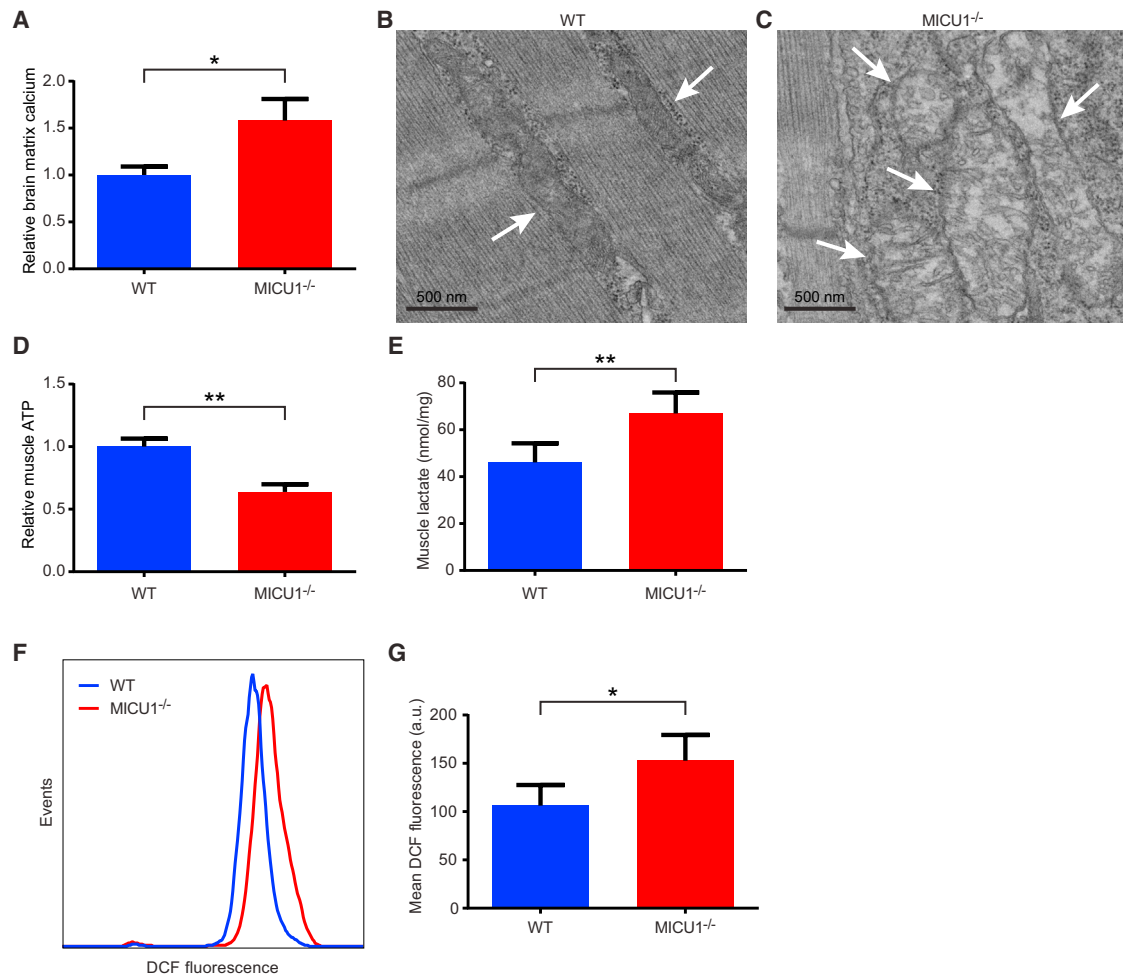 A
*
Relative brain matrix calcium
2.0
1.5
1.0
0.5
0.0
WT
MICU1-/-
B
WT
500 nm
C
MICU1-/-
500 nm
D
**
Relative muscle ATP
1.5
1.0
0.5
0.0
WT
MICU1-/-
E
**
Muscle lactate (nmol/mg)
80
60
40
20
0
WT
MICU1-/-
F
WT
MICU1-/-
Events
DCF fluorescence
G
*
Mean DCF fluorescence (a.u.)
200
150
100
50
0
WT
MICU1-/-